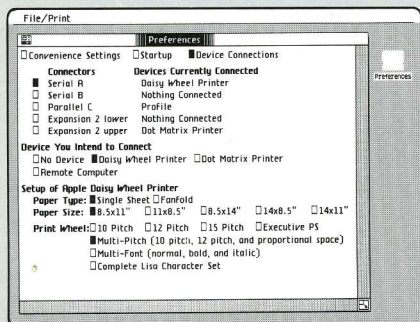 File/Print
Preferences
Convenience Settings Startup Device Connections
Connectors Devices Currently Connected
Serial A Daisy Wheel Printer
Serial B Nothing Connected
Parallel C Profile
Expansion 2 lower Nothing Connected
Expansion 2 upper Dot Matrix Printer
Device You Intend to Connect
No Device Daisy Wheel Printer Dot Matrix Printer
Remote Computer
Setup of Apple Daisy Wheel Printer
Paper Type: Single Sheet Fanfold
Paper Size: 8.5x11" 11x8.5" 8.5x14" 14x8.5" 14x11"
Print Wheel: 10 Pitch 12 Pitch 15 Pitch Executive PS
Multi-Pitch (10 pitch, 12 pitch, and proportional space)
Multi-Font (normal, bold, and italic)
Complete Lisa Character Set
Preferences